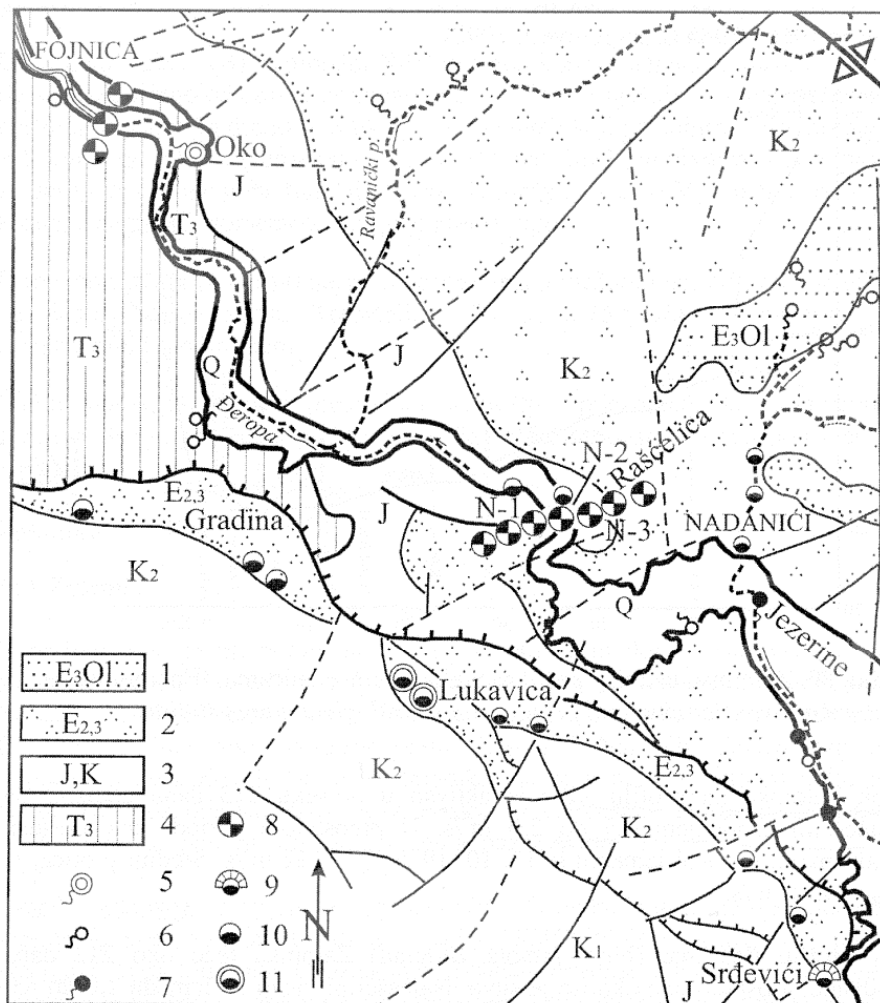 FOJNICA
Oko
K2
J
Ravanički p.
T3
E3Ol
T3
J
K2
Q
Đeropa
N-2
Raščelica
E2,3
Gradina
N-1
J
N-3
NADANIĆI
K2
Q
Jezerine
E3Ol 1
Lukavica
E2,3 2
K2
E2,3
J,K 3
K2
T3 4
8
5
9
N
6
10
K1
7
11
J
Srđevići